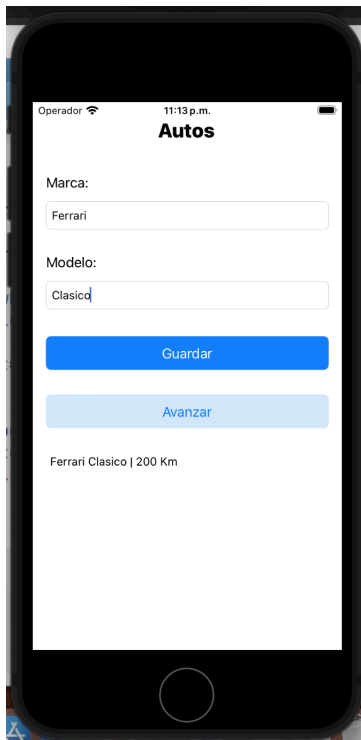 Operador 11:13 p.m.
Autos
Marca:
Ferrari
Modelo:
Clasico
Guardar
Avanzar
Ferrari Clasico | 200 Km